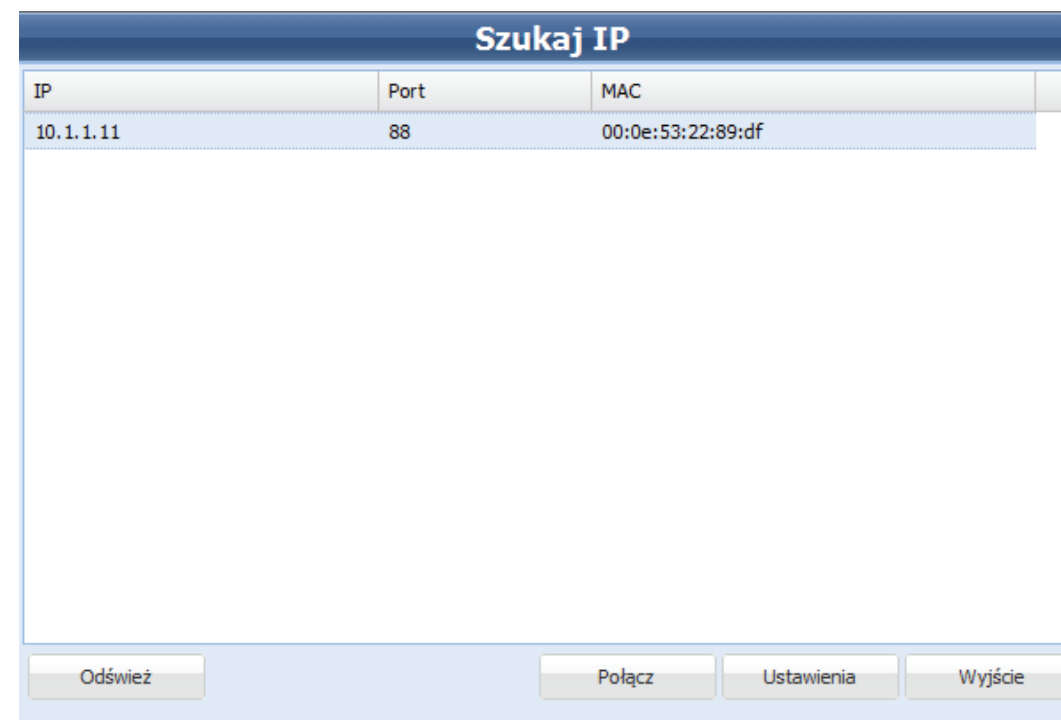 Szukaj IP
IP Port MAC
10.1.1.11 88 00:0e:53:22:89:df
Odśwież Połącz Ustawienia Wyjście